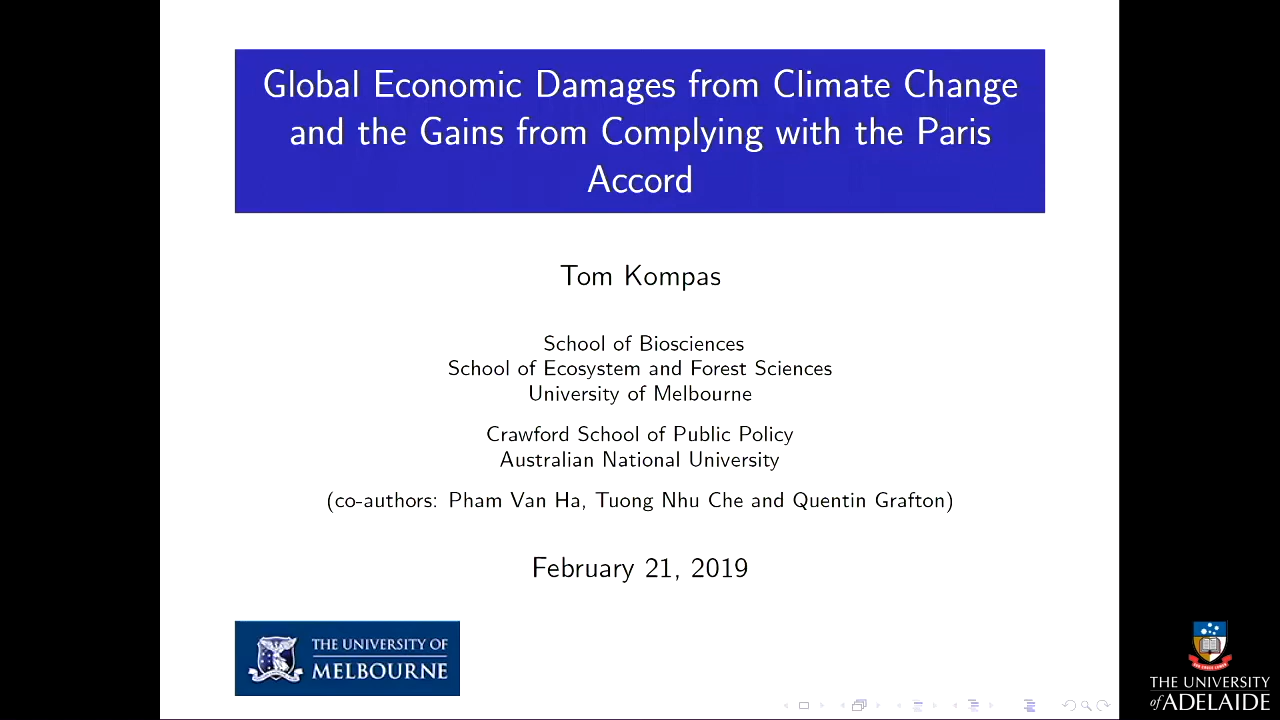 Global Economic Damages from Climate Change
and the Gains from Complying with the Paris
Accord
Tom Kompas
School of Biosciences
School of Ecosystem and Forest Sciences
University of Melbourne
Crawford School of Public Policy
Australian National University
(co-authors: Pham Van Ha, Tuong Nhu Che and Quentin Grafton)
February 21, 2019
THE UNIVERSITY OF
MELBOURNE
THE UNIVERSITY
of ADELAIDE